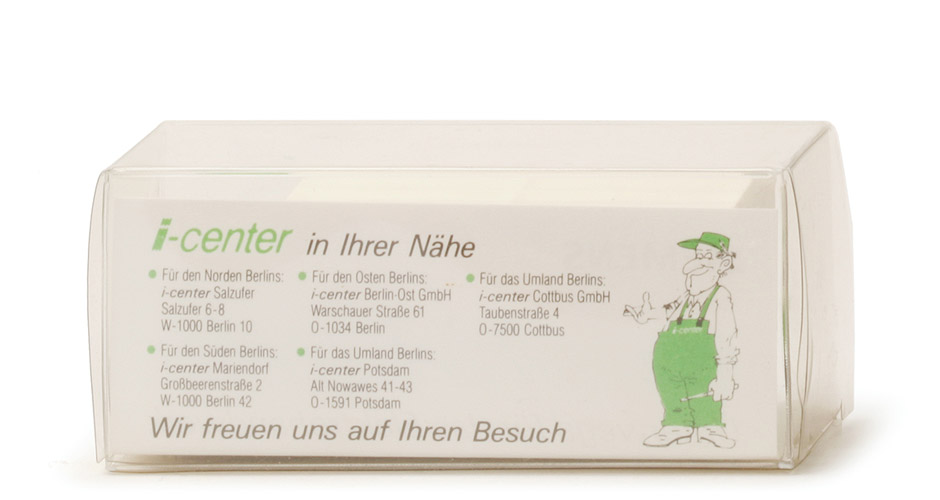 i-center in Ihrer Nähe
• Für den Norden Berlins:
i-center Salzufer
Salzufer 6-8
W-1000 Berlin 10
• Für den Osten Berlins:
i-center Berlin-Ost GmbH
Warschauer Straße 61
O-1034 Berlin
• Für das Umland Berlins:
i-center Cottbus GmbH
Taubenstraße 4
O-7500 Cottbus
• Für den Süden Berlins:
i-center Mariendorf
Großbeerenstraße 2
W-1000 Berlin 42
• Für das Umland Berlins:
i-center Potsdam
Alt Nowawes 41-43
O-1591 Potsdam
Wir freuen uns auf Ihren Besuch
i-center